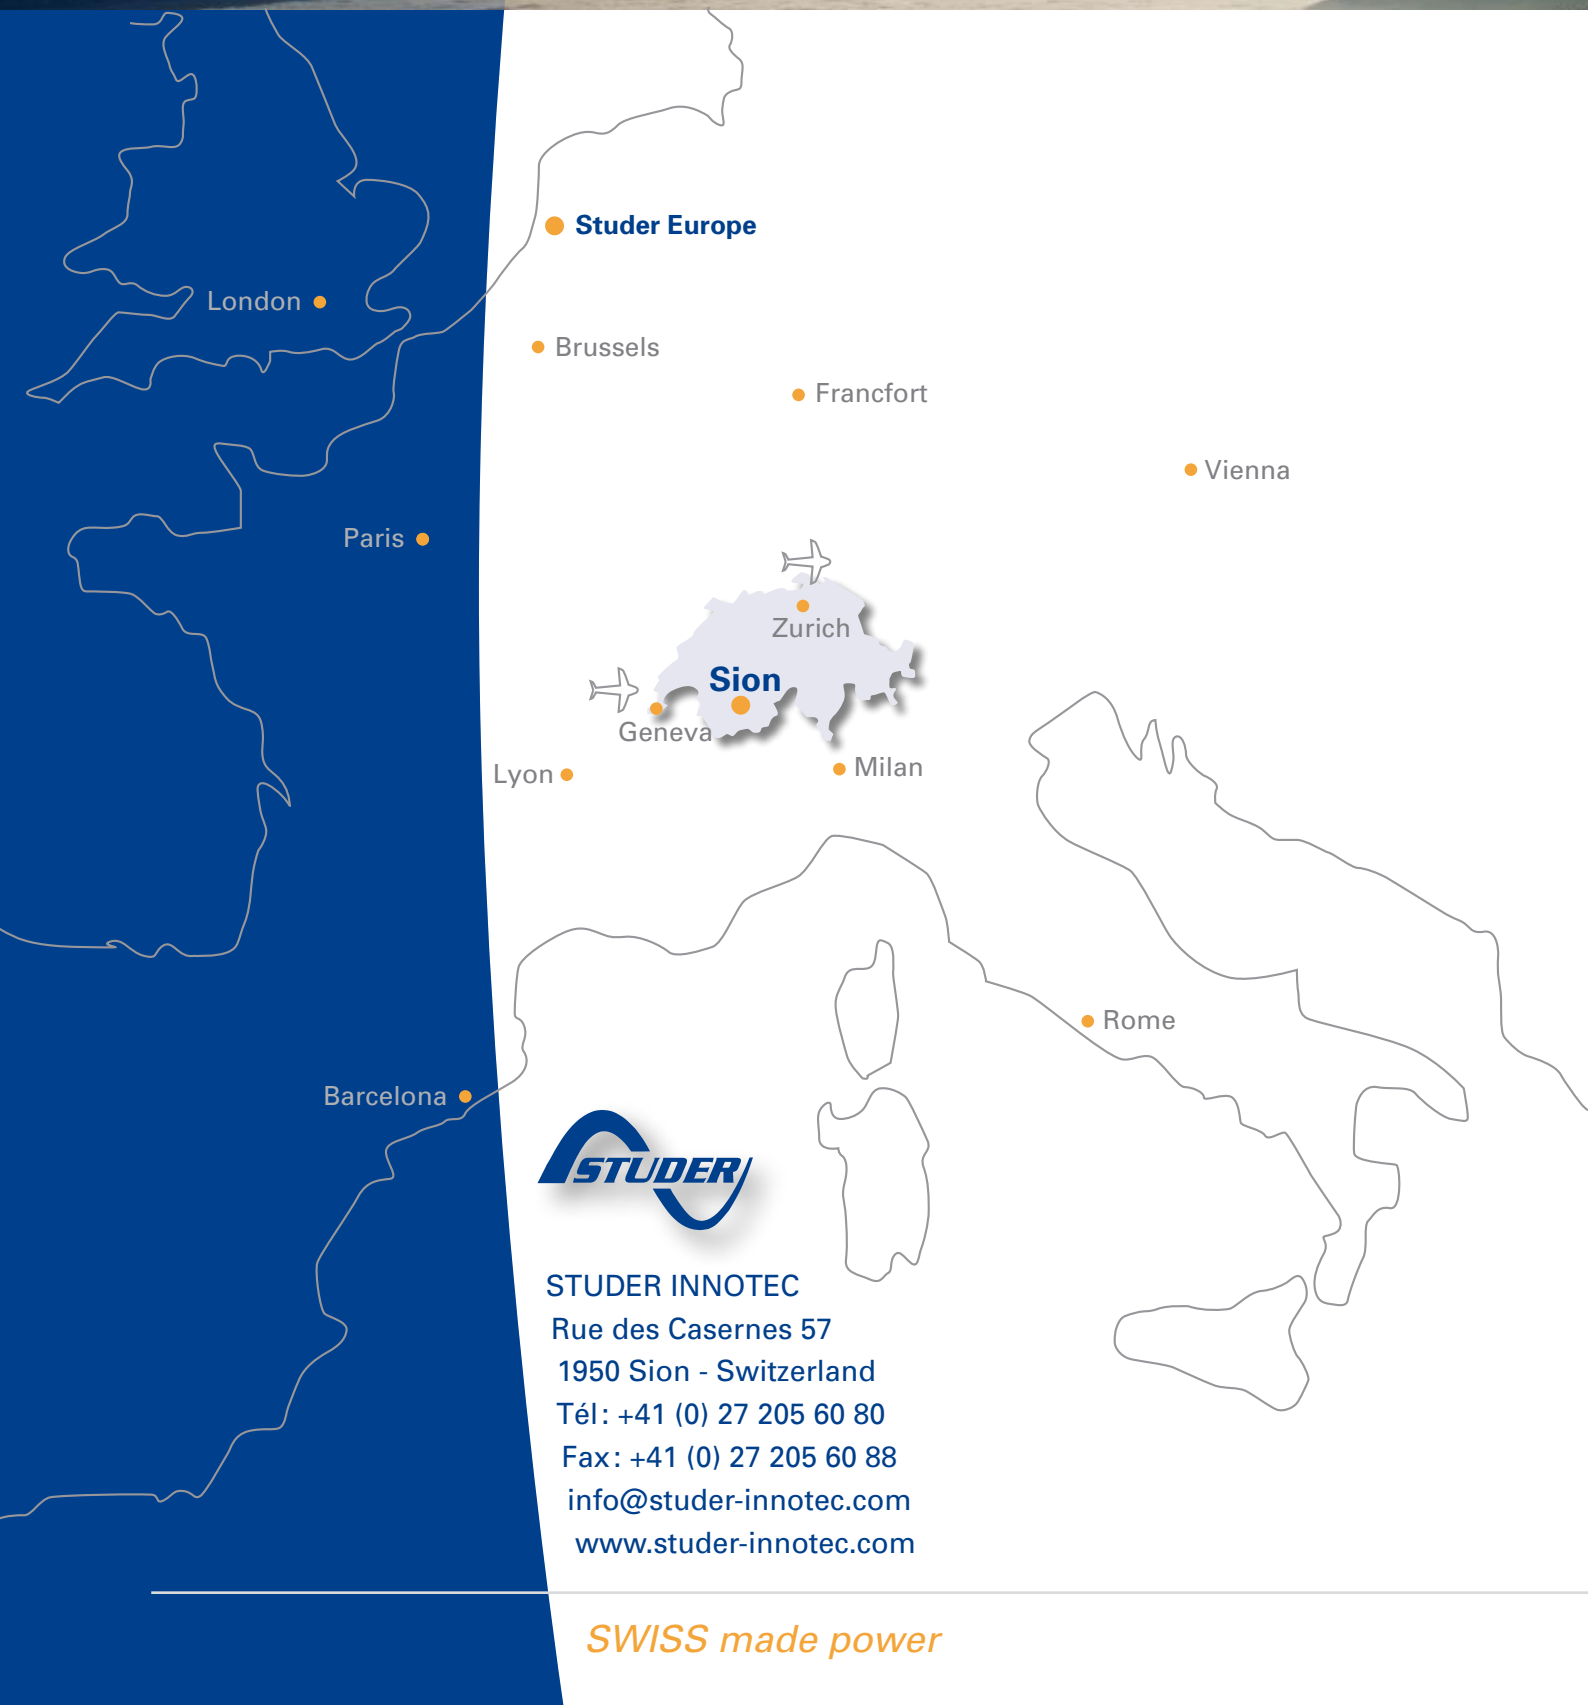 Studer Europe
London
Brussels
Francfort
Vienna
Paris
Zurich
Sion
Geneva
Lyon
Milan
Rome
Barcelona
STUDER
STUDER INNOTEC
Rue des Casernes 57
1950 Sion - Switzerland
Tél: +41 (0) 27 205 60 80
Fax: +41 (0) 27 205 60 88
info@studer-innotec.com
www.studer-innotec.com
SWISS made power